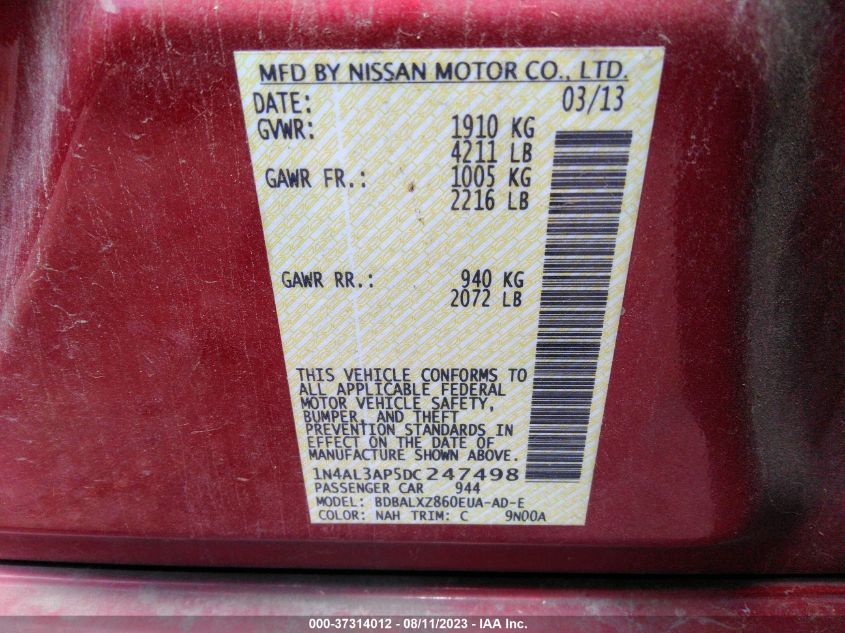 MFD BY NISSAN MOTOR CO., LTD.
DATE: 03/13
GVWR: 1910 KG
4211 LB
GAWR FR.: 1005 KG
2216 LB
GAWR RR.: 940 KG
2072 LB
THIS VEHICLE CONFORMS TO
ALL APPLICABLE FEDERAL
MOTOR VEHICLE SAFETY,
BUMPER, AND THEFT
PREVENTION STANDARDS IN
EFFECT ON THE DATE OF
MANUFACTURE SHOWN ABOVE.
1N4AL3AP5DC247498
PASSENGER CAR 944
MODEL: BDBALXZ860EUA-AD-E
COLOR: NAH TRIM: C 9N00A
000-37314012 - 08/11/2023 - IAA Inc.